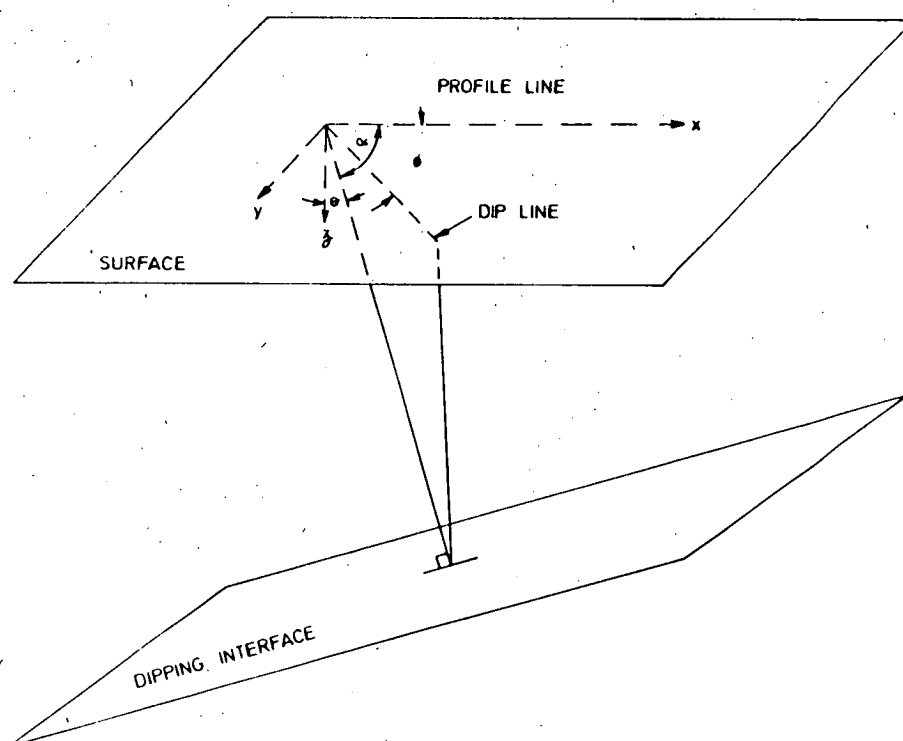 PROFILE LINE
x
α
ø
y
θ
z
DIP LINE
SURFACE
DIPPING INTERFACE